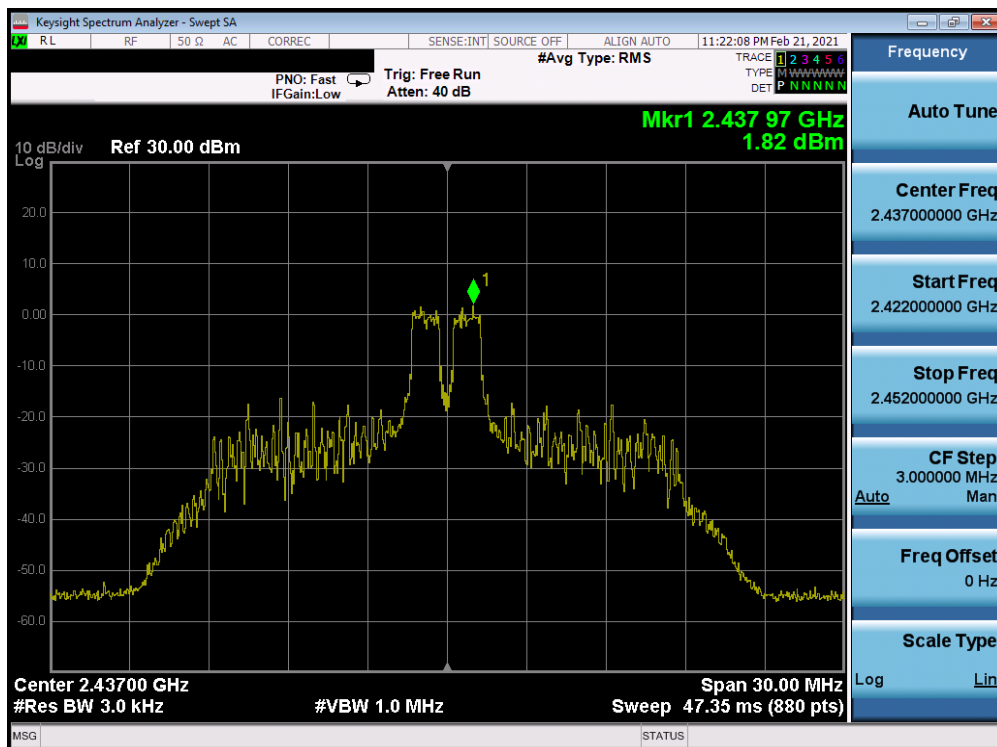 Keysight Spectrum Analyzer - Swept SA
LXI RL RF 50 Ω AC CORREC SENSE:INT SOURCE OFF ALIGN AUTO 11:22:08 PM Feb 21, 2021
#Avg Type: RMS
TRACE 1 2 3 4 5 6
PNO: Fast Trig: Free Run
TYPE M W W W W W
IFGain:Low Atten: 40 dB
DET P N N N N N
Mkr1 2.437 97 GHz
1.82 dBm
10 dB/div Ref 30.00 dBm
Log
20.0
10.0
1
0.00
-10.0
-20.0
-30.0
-40.0
-50.0
-60.0
Center 2.43700 GHz Span 30.00 MHz
#Res BW 3.0 kHz #VBW 1.0 MHz Sweep 47.35 ms (880 pts)
MSG STATUS
Frequency
Auto Tune
Center Freq
2.437000000 GHz
Start Freq
2.422000000 GHz
Stop Freq
2.452000000 GHz
CF Step
3.000000 MHz
Auto Man
Freq Offset
0 Hz
Scale Type
Log Lin